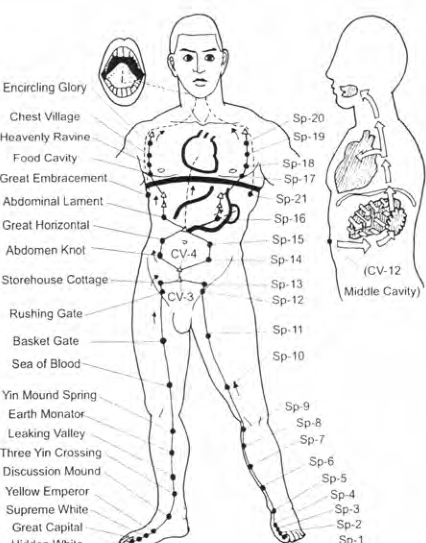 Encircling Glory
Chest Village
Heavenly Ravine
Food Cavity
Great Embracement
Abdominal Lament
Great Horizontal
Abdomen Knot
Storehouse Cottage
Rushing Gate
Basket Gate
Sea of Blood
Yin Mound Spring
Earth Monator
Leaking Valley
Three Yin Crossing
Discussion Mound
Yellow Emperor
Supreme White
Great Capital
Hidden White
CV-4
CV-3
Sp-20
Sp-19
Sp-18
Sp-17
Sp-21
Sp-16
Sp-15
Sp-14
Sp-13
Sp-12
Sp-11
Sp-10
Sp-9
Sp-8
Sp-7
Sp-6
Sp-5
Sp-4
Sp-3
Sp-2
Sp-1
(CV-12
Middle Cavity)